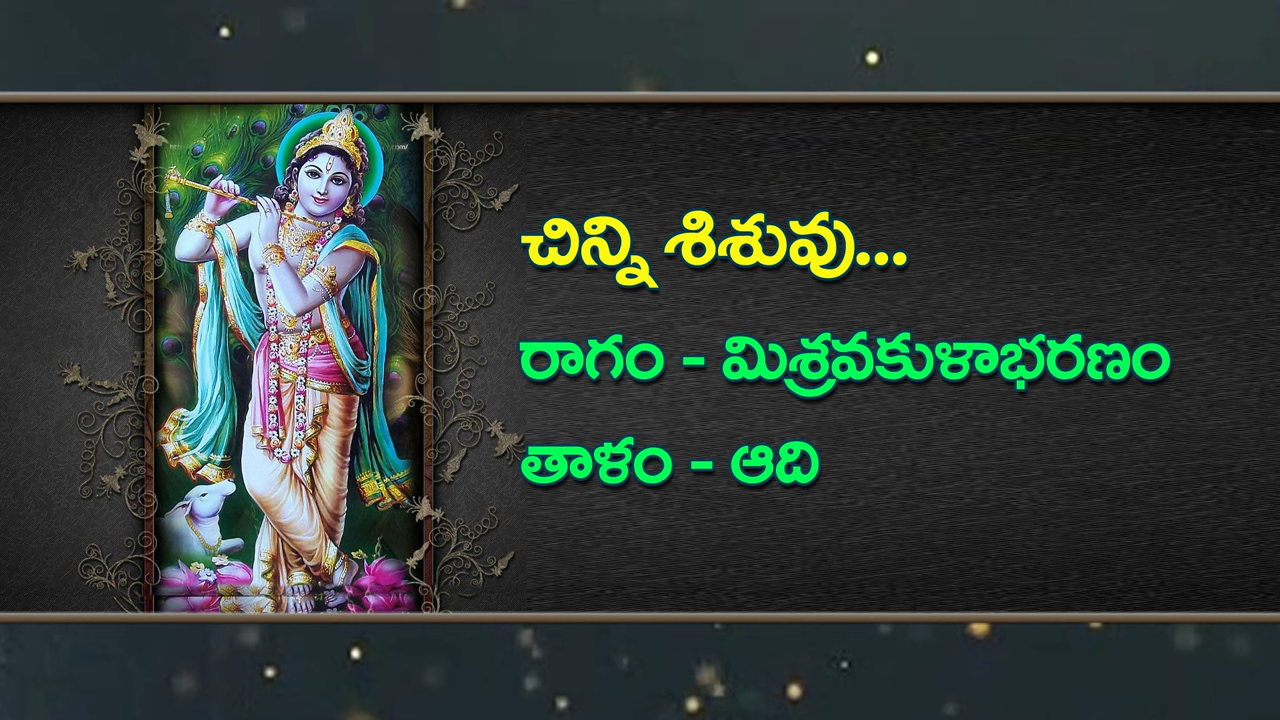 చిన్ని శిశువు...
రాగం - మిశ్రవకుళాభరణం
తాళం - ఆది